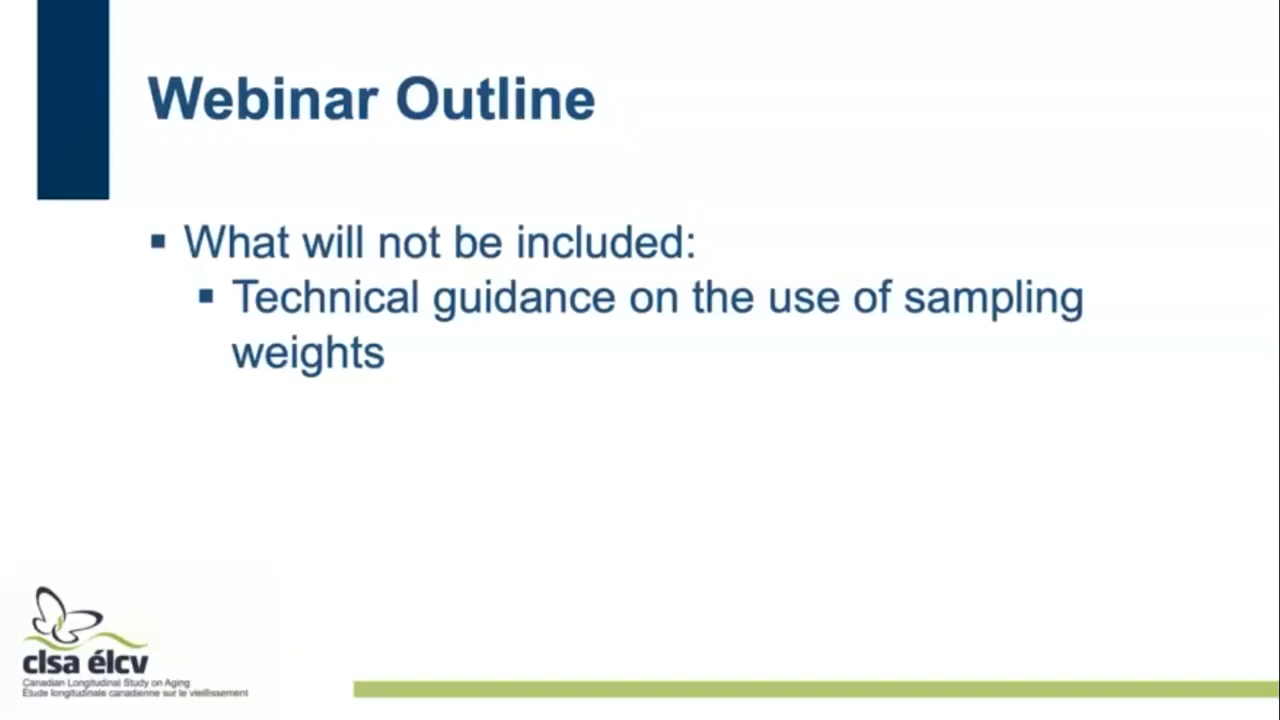 Webinar Outline
▪ What will not be included:
▪ Technical guidance on the use of sampling
weights
clsa élcv
Canadian Longitudinal Study on Aging
Étude longitudinale canadienne sur le vieillissement